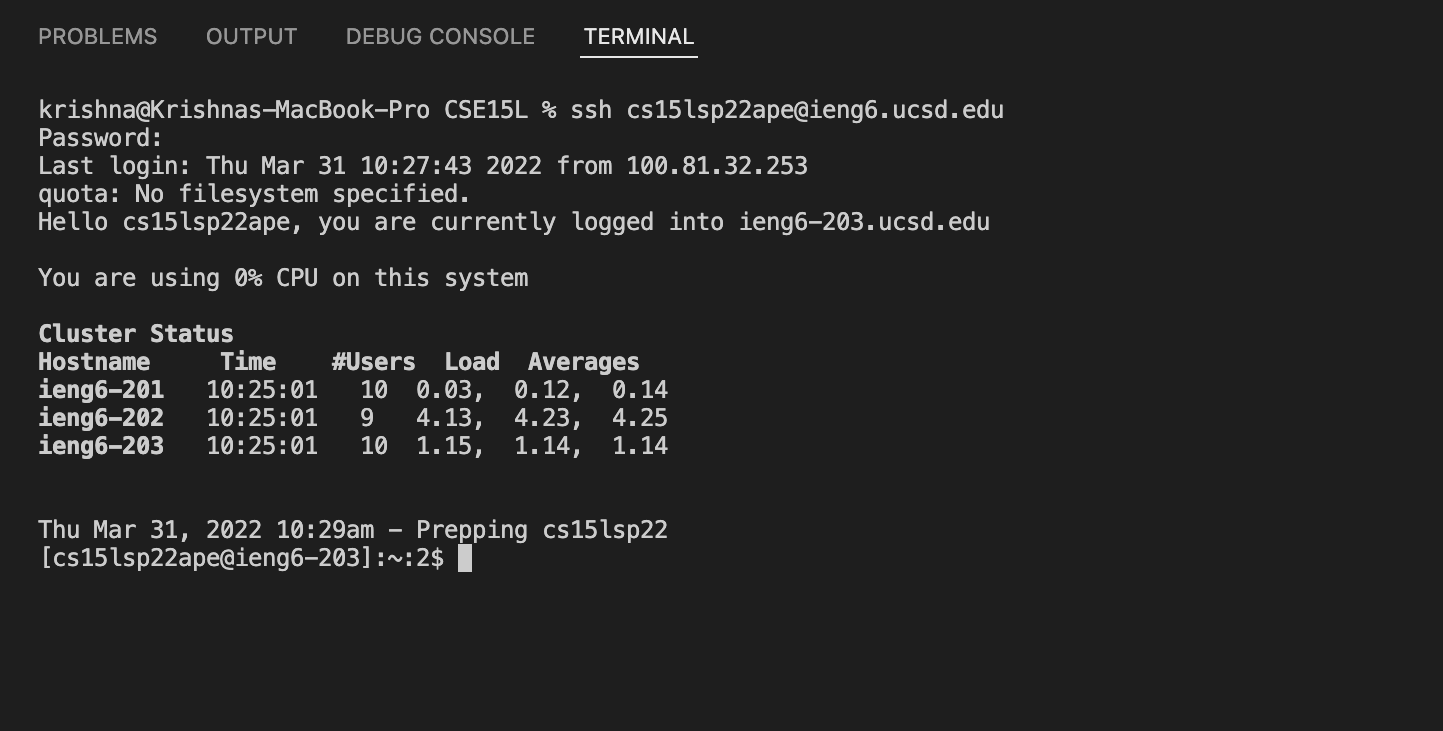 PROBLEMS OUTPUT DEBUG CONSOLE TERMINAL
krishna@Krishnas-MacBook-Pro CSE15L % ssh cs15lsp22ape@ieng6.ucsd.edu
Password:
Last login: Thu Mar 31 10:27:43 2022 from 100.81.32.253
quota: No filesystem specified.
Hello cs15lsp22ape, you are currently logged into ieng6-203.ucsd.edu
You are using 0% CPU on this system
Cluster Status
Hostname Time #Users Load Averages
ieng6-201 10:25:01 10 0.03, 0.12, 0.14
ieng6-202 10:25:01 9 4.13, 4.23, 4.25
ieng6-203 10:25:01 10 1.15, 1.14, 1.14
Thu Mar 31, 2022 10:29am - Prepping cs15lsp22
[cs15lsp22ape@ieng6-203]:~:2$